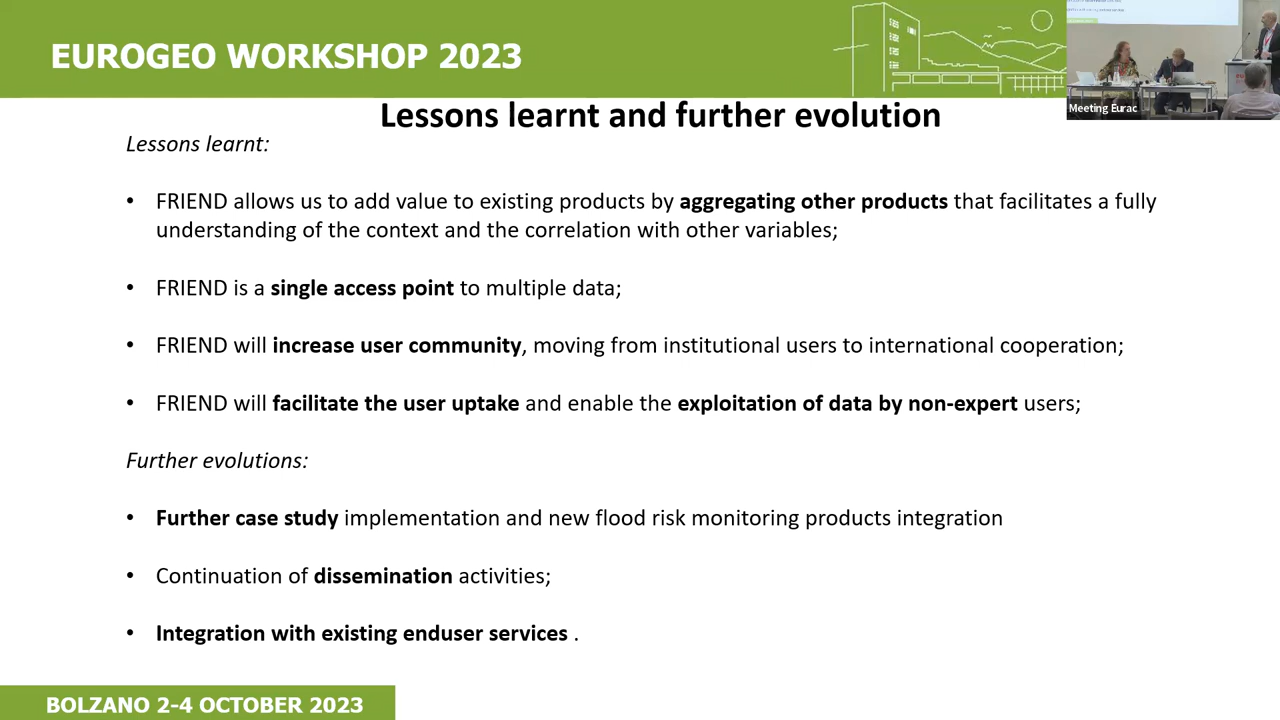 EUROGEO WORKSHOP 2023
Meeting Eurac
Lessons learnt and further evolution
Lessons learnt:
• FRIEND allows us to add value to existing products by aggregating other products that facilitates a fully
understanding of the context and the correlation with other variables;
• FRIEND is a single access point to multiple data;
• FRIEND will increase user community, moving from institutional users to international cooperation;
• FRIEND will facilitate the user uptake and enable the exploitation of data by non-expert users;
Further evolutions:
• Further case study implementation and new flood risk monitoring products integration
• Continuation of dissemination activities;
• Integration with existing enduser services .
BOLZANO 2-4 OCTOBER 2023